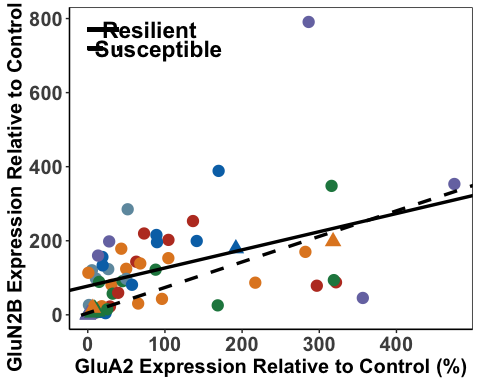 GluN2B Expression Relative to Control
800
600
400
200
0
Resilient
Susceptible
0
100
200
300
400
GluA2 Expression Relative to Control (%)